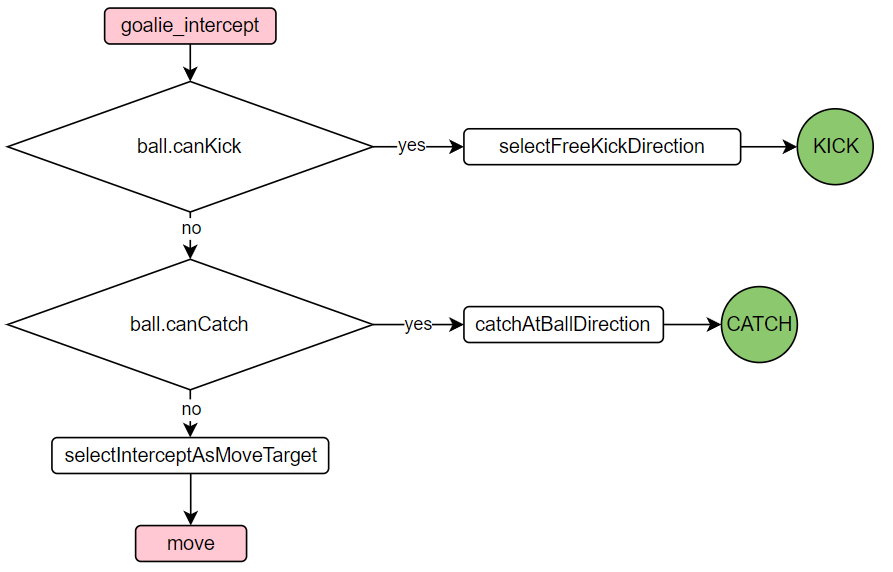 goalie_intercept
ball.canKick
yes
selectFreeKickDirection
KICK
no
ball.canCatch
yes
catchAtBallDirection
CATCH
no
selectInterceptAsMoveTarget
move